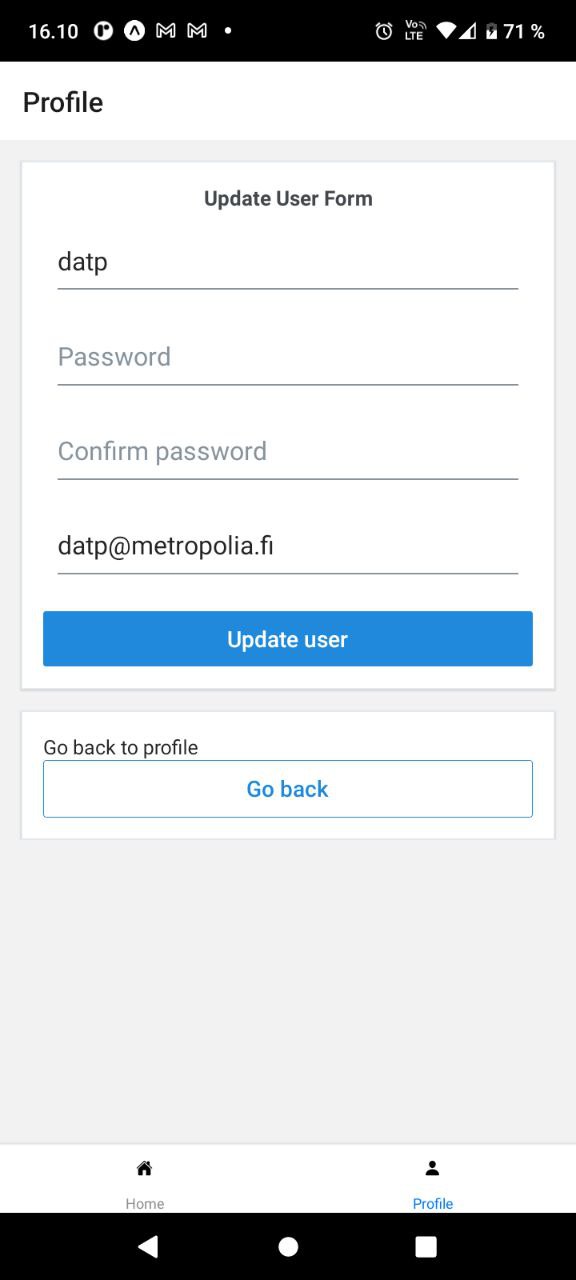 16.10 Vo LTE 71 %
Profile
Update User Form
datp
Password
Confirm password
datp@metropolia.fi
Update user
Go back to profile
Go back
Home Profile